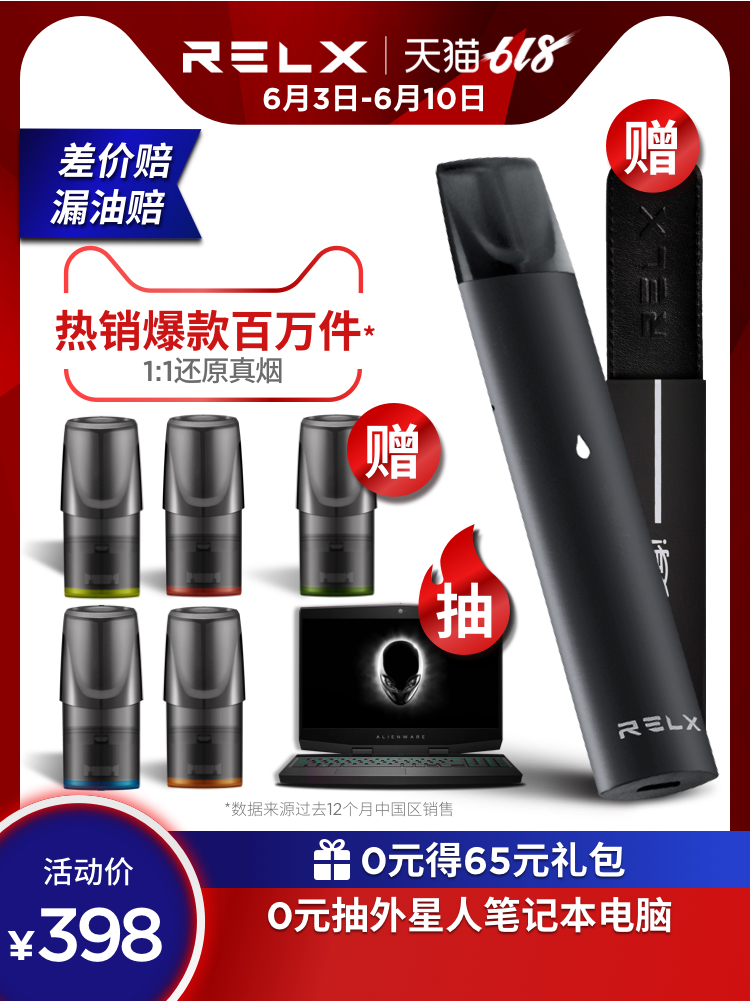 RELX 天猫618
6月3日-6月10日
差价赔
漏油赔
赠
RELX
热销爆款百万件*
1:1还原真烟
赠
抽
ALIENWARE
RELX
*数据来源过去12个月中国区销售
活动价
¥398
0元得65元礼包
0元抽外星人笔记本电脑